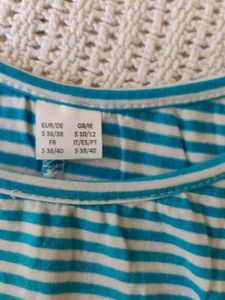 EUR/DE GB/IE
S 36/38 S 10/12
FR IT/ES/PT
S 38/40 S 38/40